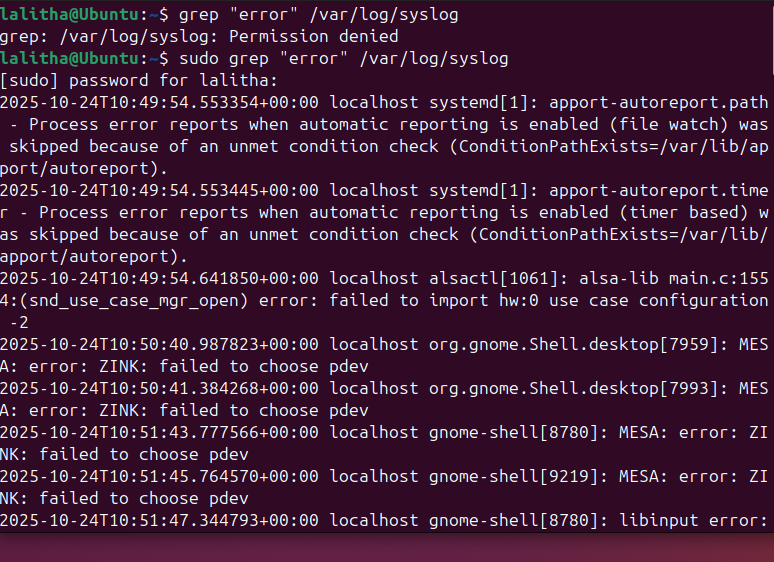 lalitha@Ubuntu:~$ grep "error" /var/log/syslog
grep: /var/log/syslog: Permission denied
lalitha@Ubuntu:~$ sudo grep "error" /var/log/syslog
[sudo] password for lalitha:
2025-10-24T10:49:54.553354+00:00 localhost systemd[1]: apport-autoreport.path
 - Process error reports when automatic reporting is enabled (file watch) was
 skipped because of an unmet condition check (ConditionPathExists=/var/lib/ap
port/autoreport).
2025-10-24T10:49:54.553445+00:00 localhost systemd[1]: apport-autoreport.time
r - Process error reports when automatic reporting is enabled (timer based) w
as skipped because of an unmet condition check (ConditionPathExists=/var/lib/
apport/autoreport).
2025-10-24T10:49:54.641850+00:00 localhost alsactl[1061]: alsa-lib main.c:155
4:(snd_use_case_mgr_open) error: failed to import hw:0 use case configuration
 -2
2025-10-24T10:50:40.987823+00:00 localhost org.gnome.Shell.desktop[7959]: MES
A: error: ZINK: failed to choose pdev
2025-10-24T10:50:41.384268+00:00 localhost org.gnome.Shell.desktop[7993]: MES
A: error: ZINK: failed to choose pdev
2025-10-24T10:51:43.777566+00:00 localhost gnome-shell[8780]: MESA: error: ZI
NK: failed to choose pdev
2025-10-24T10:51:45.764570+00:00 localhost gnome-shell[9219]: MESA: error: ZI
NK: failed to choose pdev
2025-10-24T10:51:47.344793+00:00 localhost gnome-shell[8780]: libinput error: